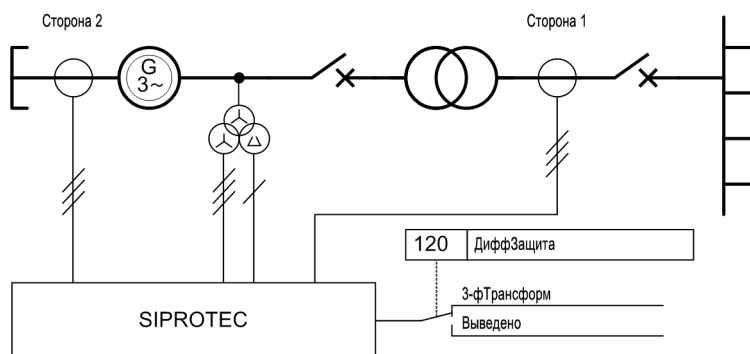 Сторона 2
Сторона 1
G
3~
120 ДиффЗащита
3-фТрансформ
SIPROTEC
Выведено